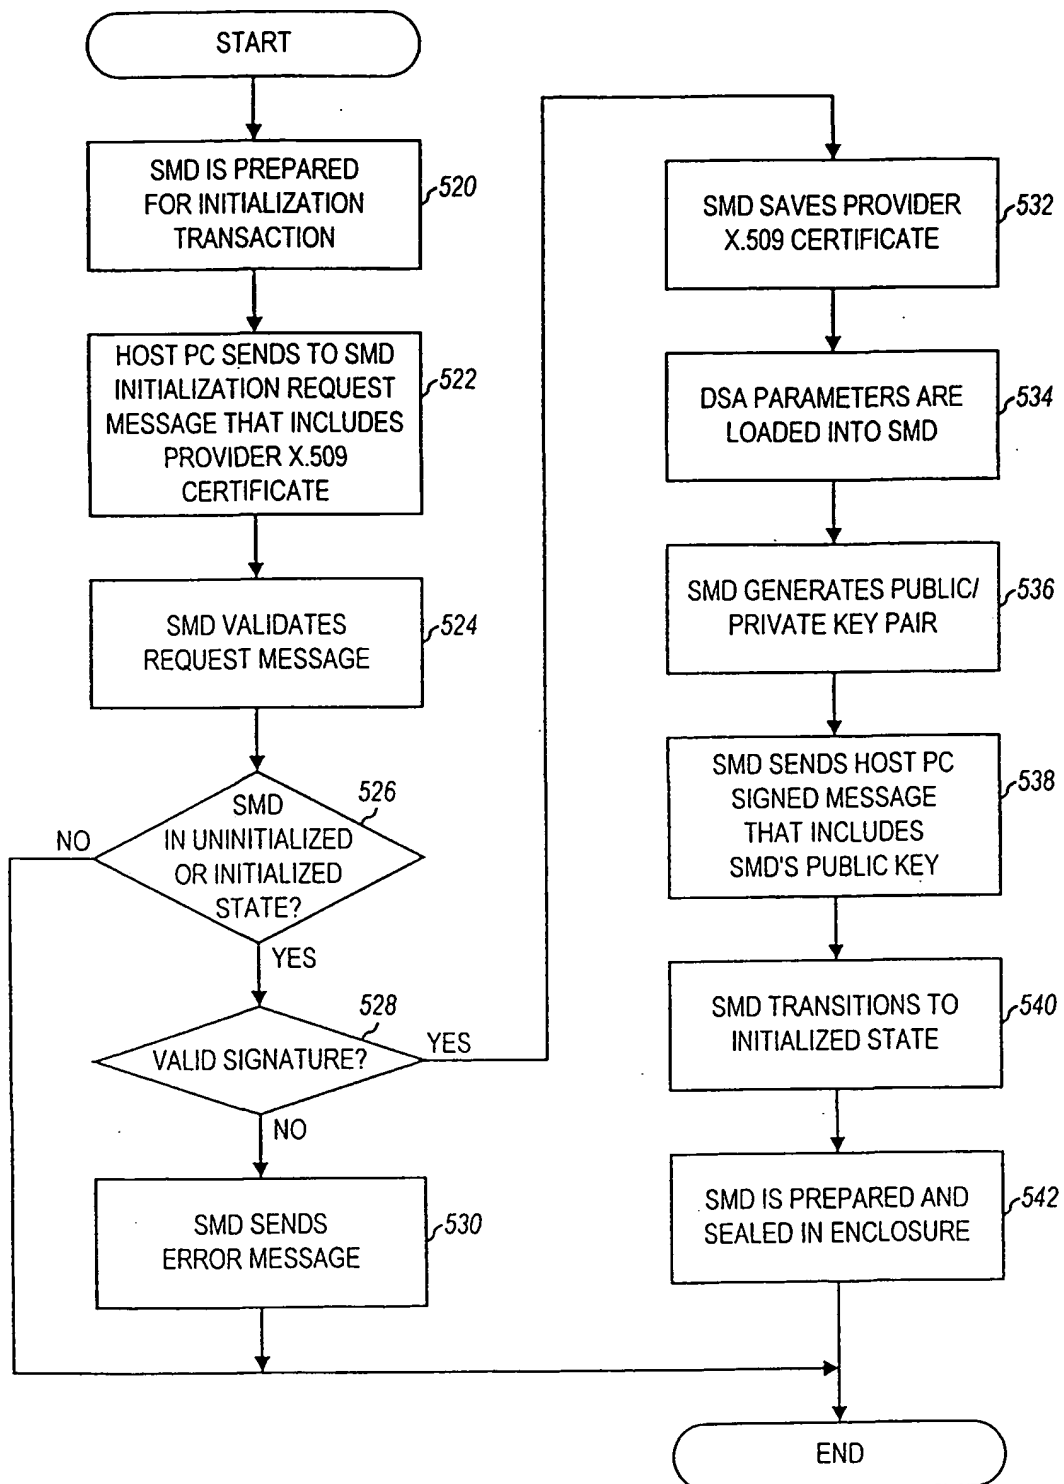 START
SMD IS PREPARED
FOR INITIALIZATION
TRANSACTION
520
HOST PC SENDS TO SMD
INITIALIZATION REQUEST
MESSAGE THAT INCLUDES
PROVIDER X.509
CERTIFICATE
522
SMD VALIDATES
REQUEST MESSAGE
524
SMD
IN UNINITIALIZED
OR INITIALIZED
STATE?
526
NO
YES
VALID SIGNATURE?
528
YES
NO
SMD SENDS
ERROR MESSAGE
530
SMD SAVES PROVIDER
X.509 CERTIFICATE
532
DSA PARAMETERS ARE
LOADED INTO SMD
534
SMD GENERATES PUBLIC/
PRIVATE KEY PAIR
536
SMD SENDS HOST PC
SIGNED MESSAGE
THAT INCLUDES
SMD'S PUBLIC KEY
538
SMD TRANSITIONS TO
INITIALIZED STATE
540
SMD IS PREPARED AND
SEALED IN ENCLOSURE
542
END